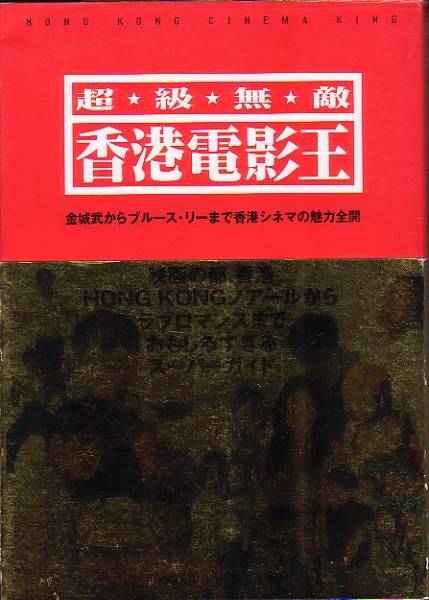 HONG KONG CINEMA KING
超★級★無★敵
香港電影王
金城武からブルース・リーまで香港シネマの魅力全開
映画の都 香港
HONG KONGノアールから
ラブロマンスまで
おもしろすぎる
スーパーガイド